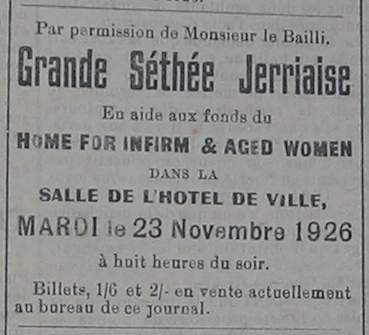 Par permission de Monsieur le Bailli.
Grande Séthée Jerriaise
En aide aux fonds du
HOME FOR INFIRM & AGED WOMEN
DANS LA
SALLE DE L'HOTEL DE VILLE,
MARDI le 23 Novembre 1926
à huit heures du soir.
Billets, 1/6 et 2/- en vente actuellement
au bureau de ce journal.